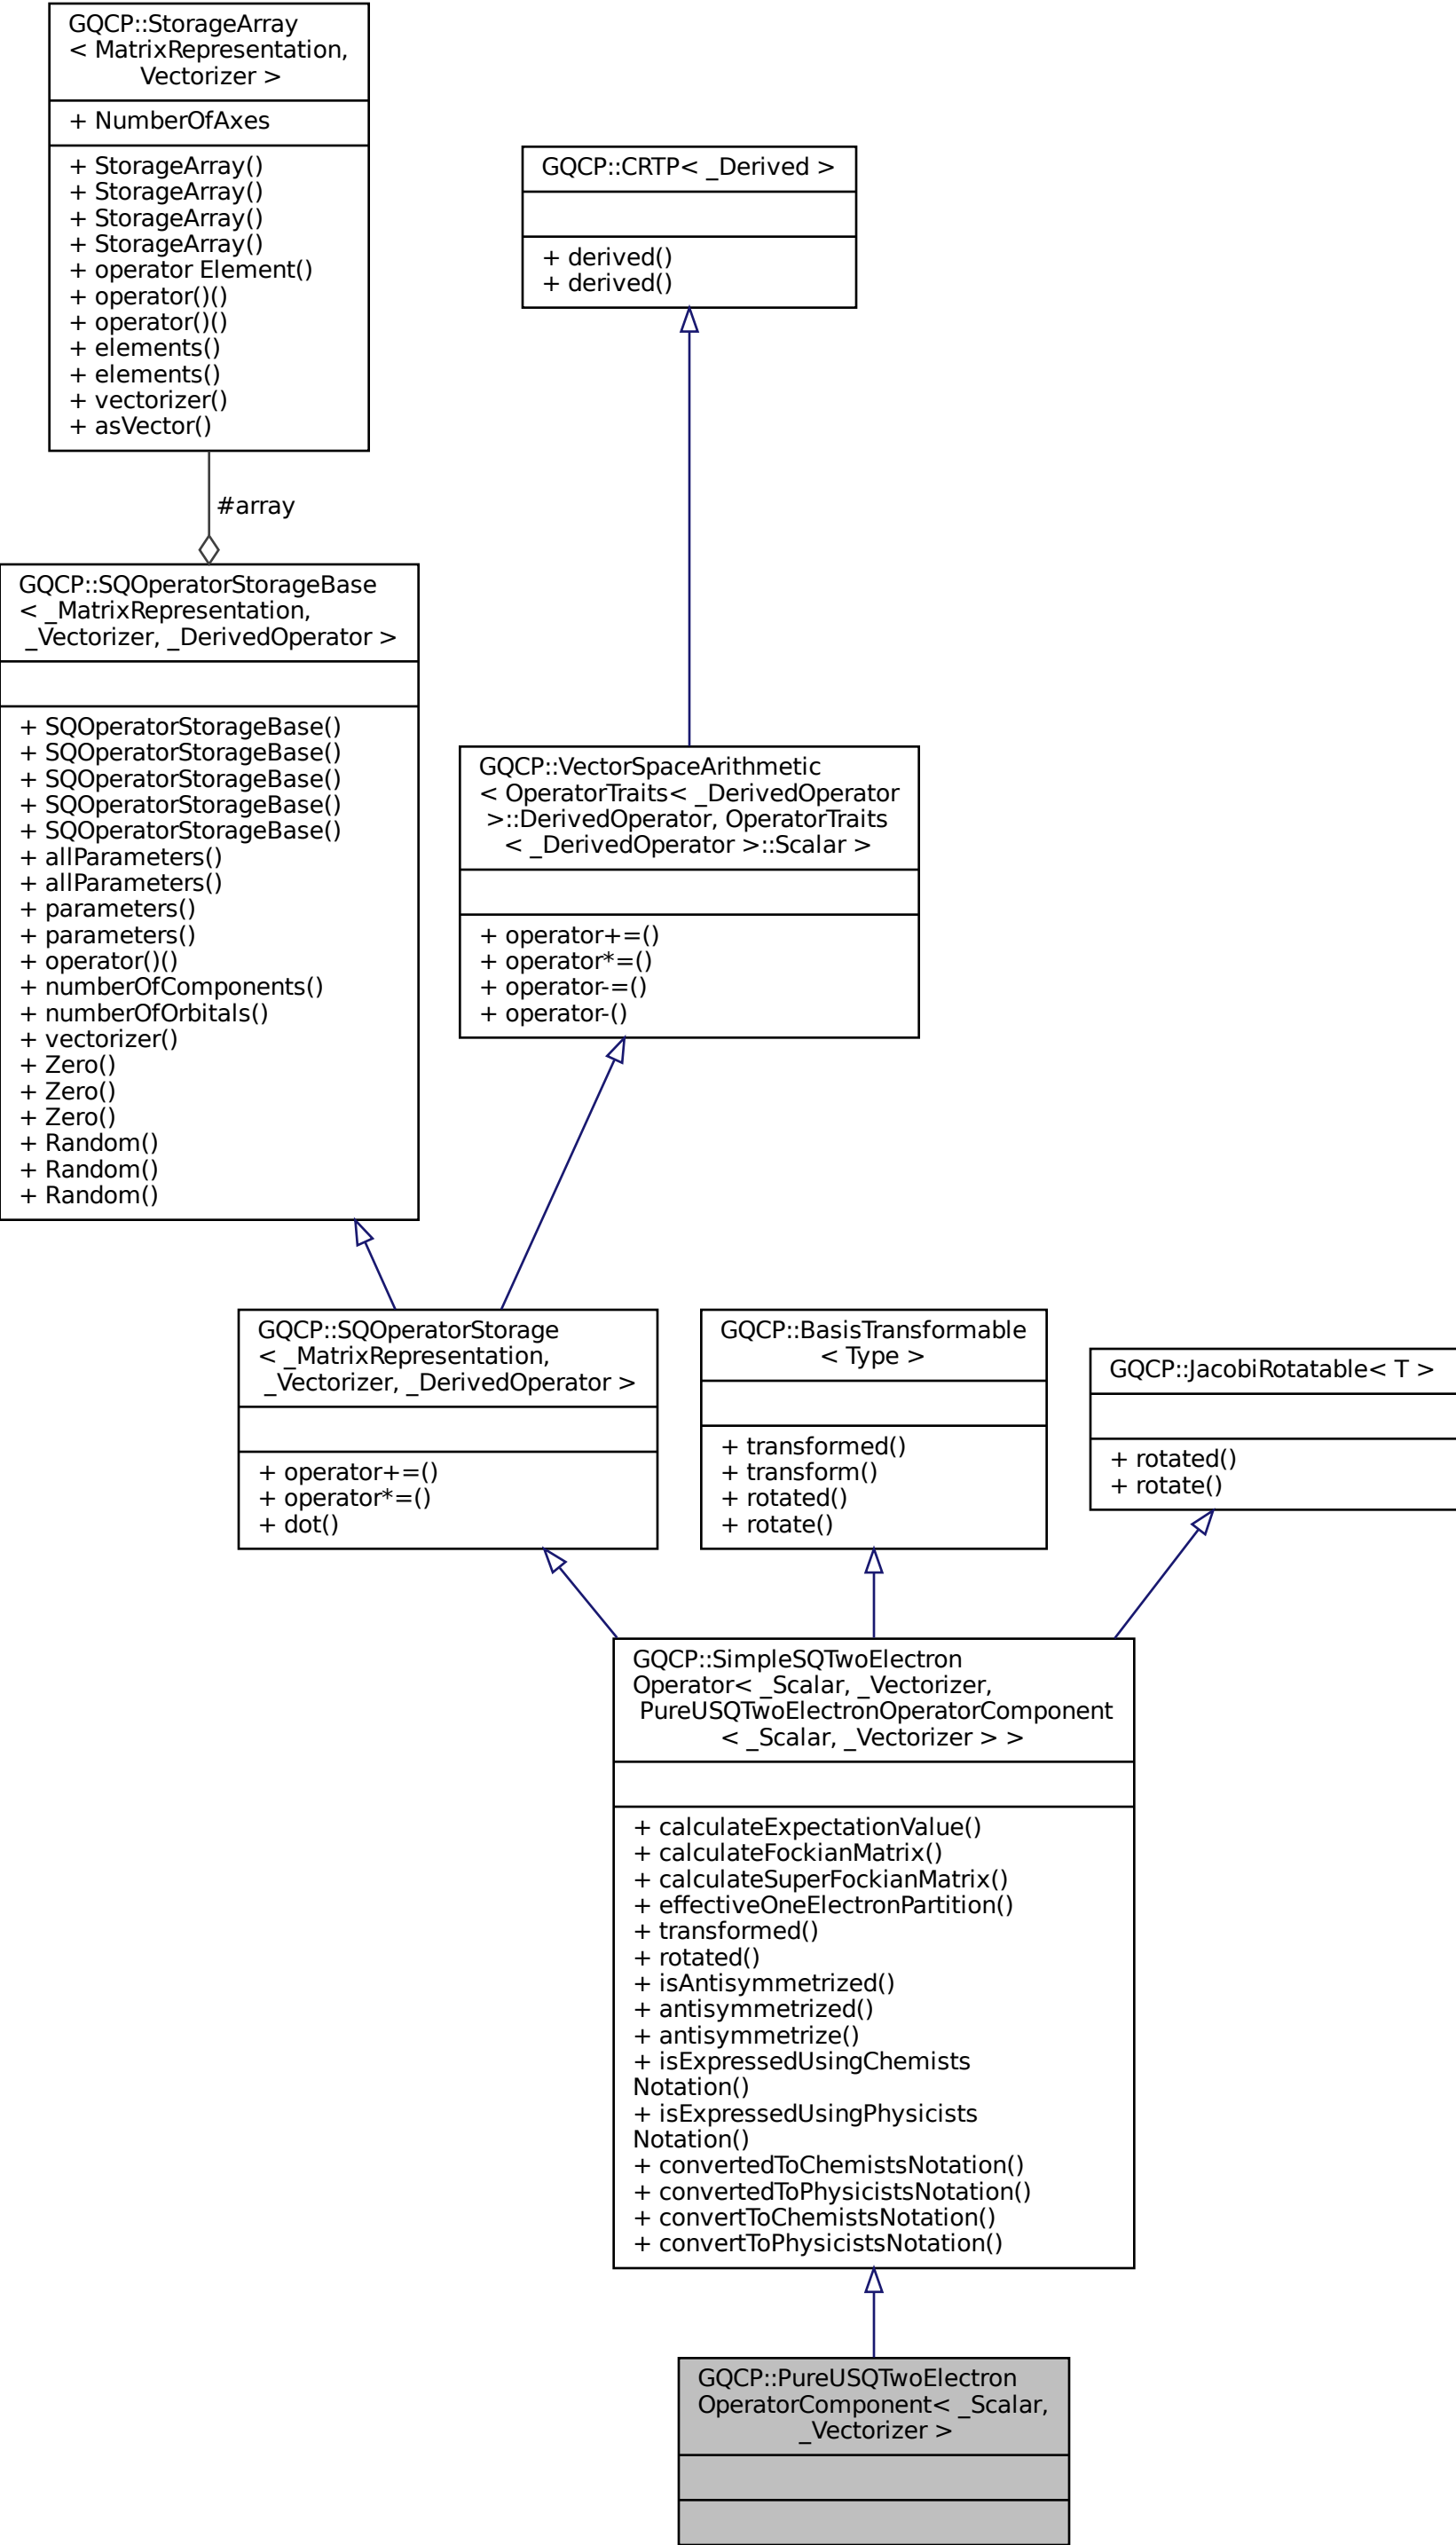 GQCP::StorageArray
< MatrixRepresentation,
Vectorizer >
+ NumberOfAxes
+ StorageArray()
+ StorageArray()
+ StorageArray()
+ StorageArray()
+ operator Element()
+ operator()()
+ operator()()
+ elements()
+ elements()
+ vectorizer()
+ asVector()
GQCP::CRTP< _Derived >
+ derived()
+ derived()
#array
GQCP::SQOperatorStorageBase
< _MatrixRepresentation,
_Vectorizer, _DerivedOperator >
+ SQOperatorStorageBase()
+ SQOperatorStorageBase()
+ SQOperatorStorageBase()
+ SQOperatorStorageBase()
+ SQOperatorStorageBase()
+ allParameters()
+ allParameters()
+ parameters()
+ parameters()
+ operator()()
+ numberOfComponents()
+ numberOfOrbitals()
+ vectorizer()
+ Zero()
+ Zero()
+ Zero()
+ Random()
+ Random()
+ Random()
GQCP::VectorSpaceArithmetic
< OperatorTraits< _DerivedOperator
>::DerivedOperator, OperatorTraits
< _DerivedOperator >::Scalar >
+ operator+=()
+ operator*=()
+ operator-=()
+ operator-()
GQCP::SQOperatorStorage
< _MatrixRepresentation,
_Vectorizer, _DerivedOperator >
+ operator+=()
+ operator*=()
+ dot()
GQCP::BasisTransformable
< Type >
+ transformed()
+ transform()
+ rotated()
+ rotate()
GQCP::JacobiRotatable< T >
+ rotated()
+ rotate()
GQCP::SimpleSQTwoElectron
Operator< _Scalar, _Vectorizer,
PureUSQTwoElectronOperatorComponent
< _Scalar, _Vectorizer > >
+ calculateExpectationValue()
+ calculateFockianMatrix()
+ calculateSuperFockianMatrix()
+ effectiveOneElectronPartition()
+ transformed()
+ rotated()
+ isAntisymmetrized()
+ antisymmetrized()
+ antisymmetrize()
+ isExpressedUsingChemists
Notation()
+ isExpressedUsingPhysicists
Notation()
+ convertedToChemistsNotation()
+ convertedToPhysicistsNotation()
+ convertToChemistsNotation()
+ convertToPhysicistsNotation()
GQCP::PureUSQTwoElectron
OperatorComponent< _Scalar,
_Vectorizer >